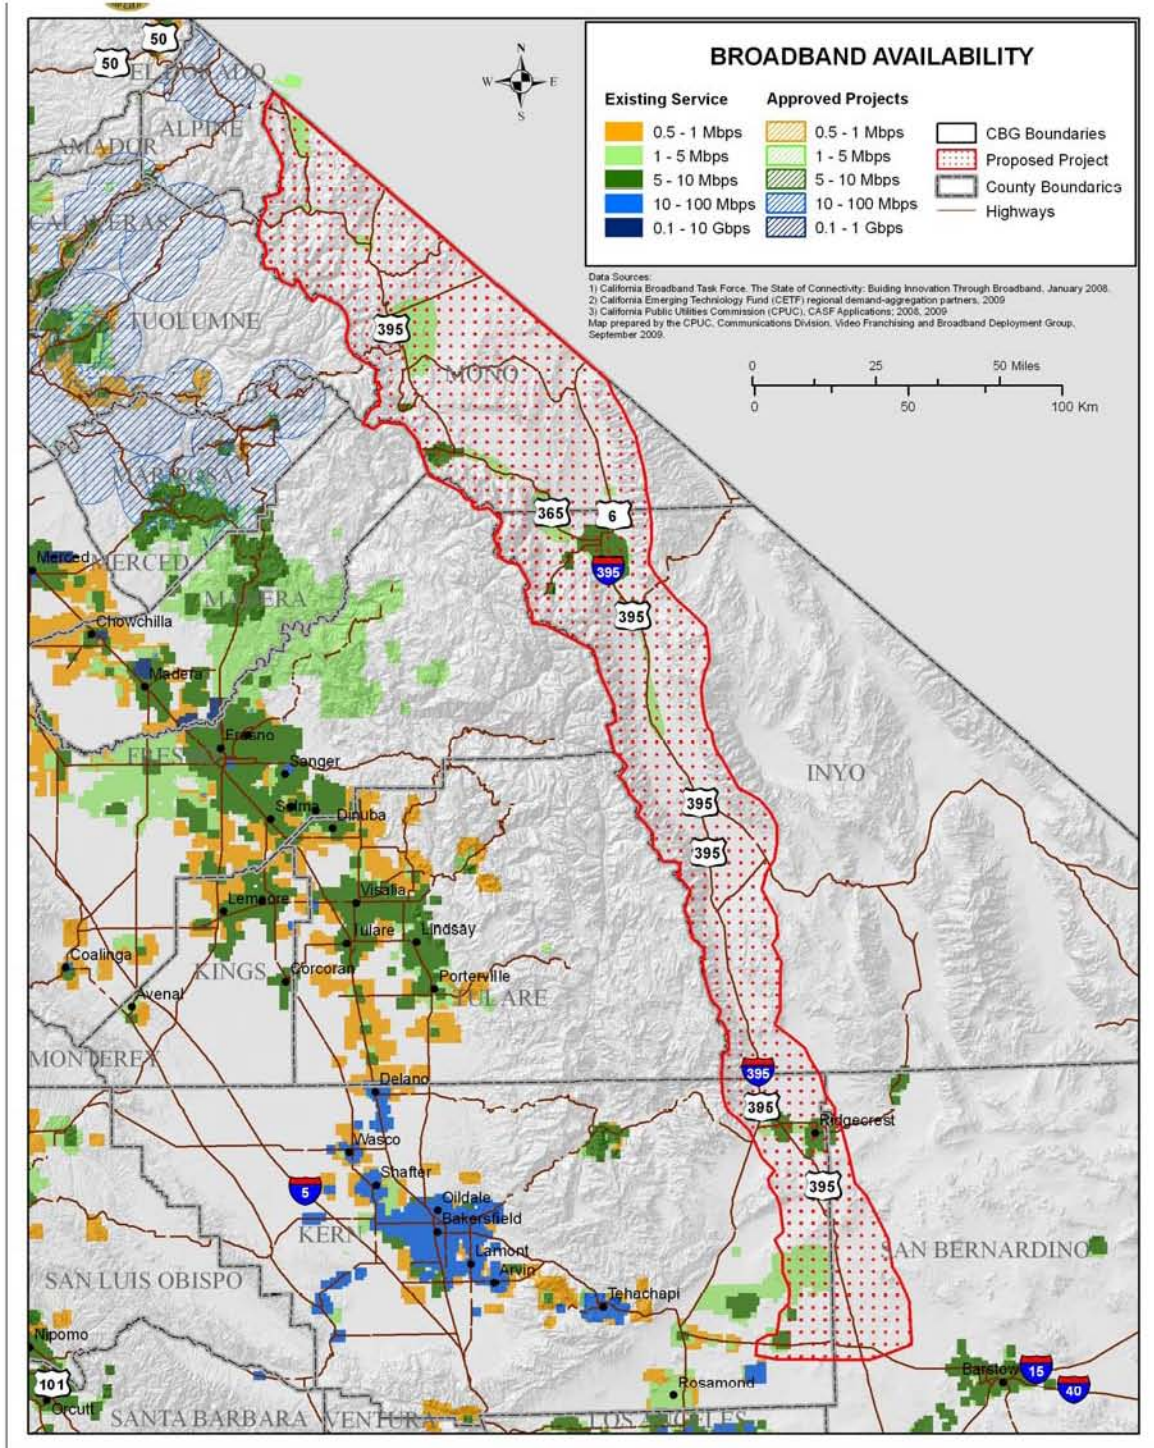 50
50
EL DORADO
ALPINE
AMADOR
CALAVERAS
TUOLUMNE
MARIPOSA
MONO
N
W
E
S
BROADBAND AVAILABILITY
Existing Service
0.5 - 1 Mbps
1 - 5 Mbps
5 - 10 Mbps
10 - 100 Mbps
0.1 - 10 Gbps
Approved Projects
0.5 - 1 Mbps
1 - 5 Mbps
5 - 10 Mbps
10 - 100 Mbps
0.1 - 1 Gbps
CBG Boundaries
Proposed Project
County Boundaries
Highways
Data Sources:
1) California Broadband Task Force. The State of Connectivity: Buiding Innovation Through Broadband, January 2008.
2) California Emerging Technology Fund (CETF) regional demand-aggregation partners, 2009
3) California Public Utilities Commission (CPUC), CASF Applications; 2008, 2009
Map prepared by the CPUC, Communications Division, Video Franchising and Broadband Deployment Group,
September 2009.
0 25 50 Miles
0 50 100 Km
395
365
6
395
395
Merced
MERCED
MADERA
Chowchilla
Madera
Fresno
FRES
Sanger
Selma
Dinuba
INYO
395
395
Visalia
Lemoore
Tulare
Lindsay
Coalinga
KINGS
Corcoran
Porterville
TULARE
Avenal
MONTEREY
395
Delano
395
Ridgecrest
Wasco
Shafter
5
395
Oildale
Bakersfield
KERN
Lamont
Arvin
SAN BERNARDINO
SAN LUIS OBISPO
Tehachapi
Nipomo
101
Orcutt
Rosamond
Barstow
15
40
SANTA BARBARA
VENTURA
LOS ANGELES